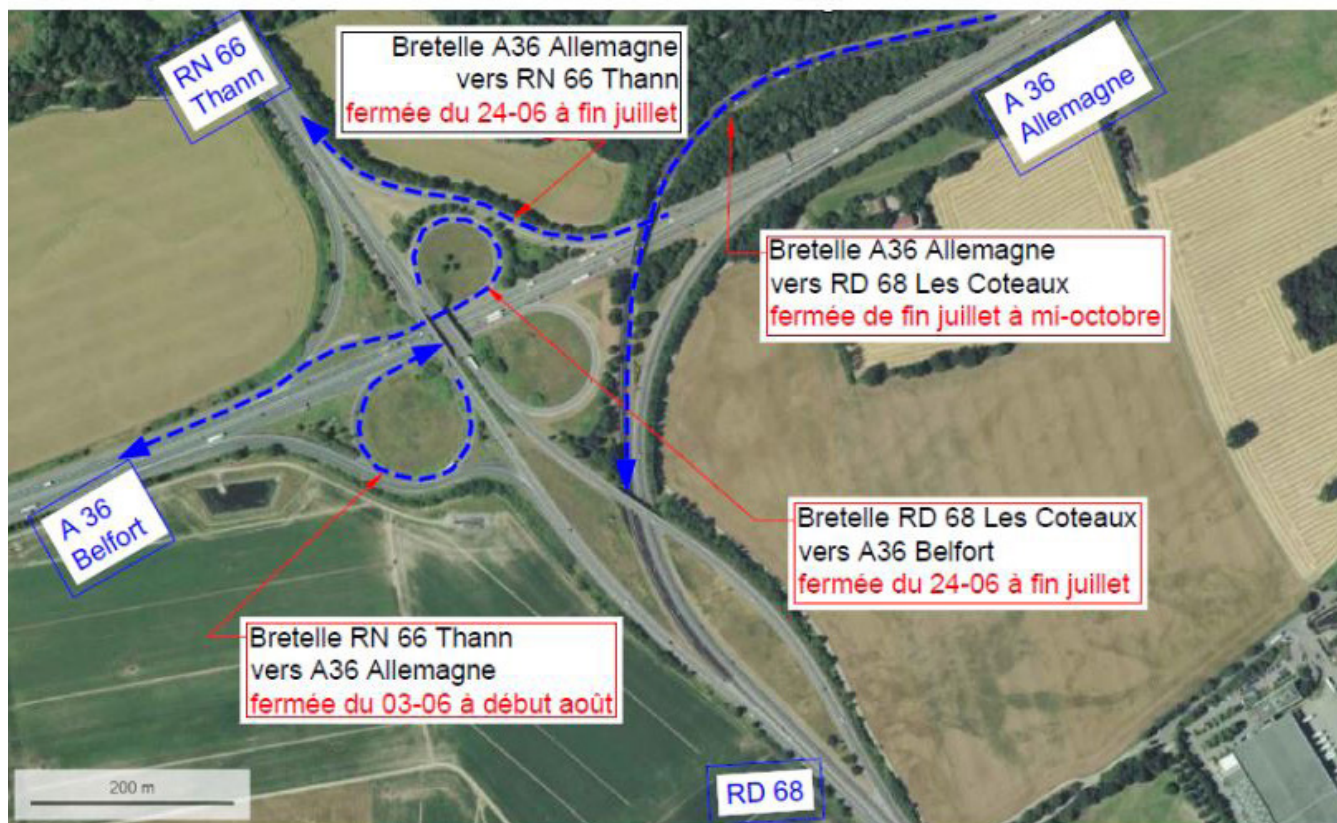 RN 66
Thann
Bretelle A36 Allemagne
vers RN 66 Thann
fermée du 24-06 à fin juillet
A 36
Allemagne
Bretelle A36 Allemagne
vers RD 68 Les Coteaux
fermée de fin juillet à mi-octobre
A 36
Belfort
Bretelle RD 68 Les Coteaux
vers A36 Belfort
fermée du 24-06 à fin juillet
Bretelle RN 66 Thann
vers A36 Allemagne
fermée du 03-06 à début août
200 m
RD 68